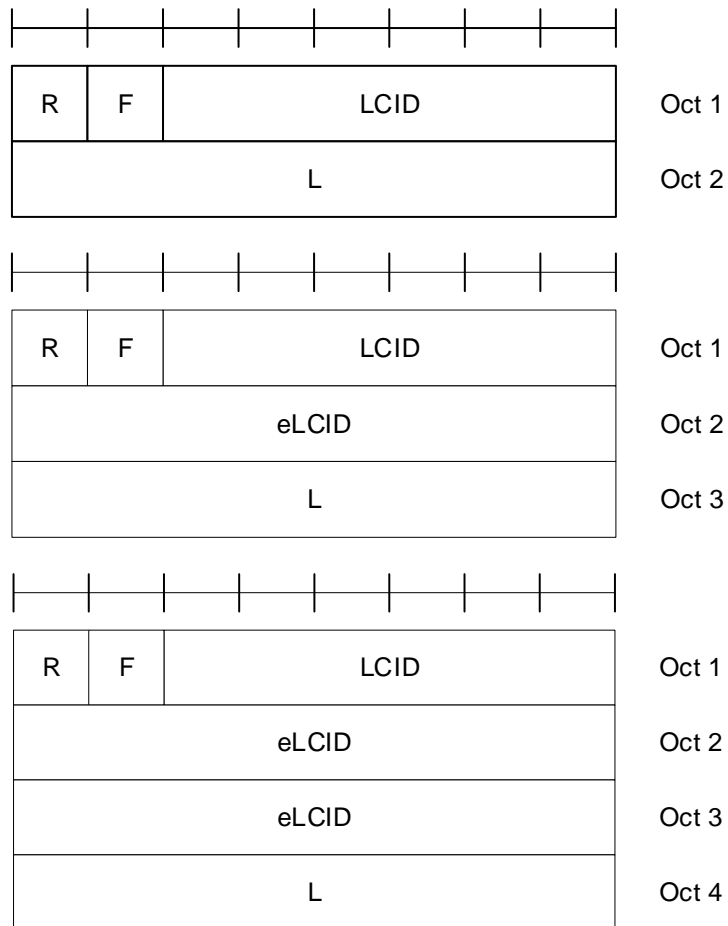 R F LCID Oct 1
L Oct 2
R F LCID Oct 1
eLCID Oct 2
L Oct 3
R F LCID Oct 1
eLCID Oct 2
eLCID Oct 3
L Oct 4